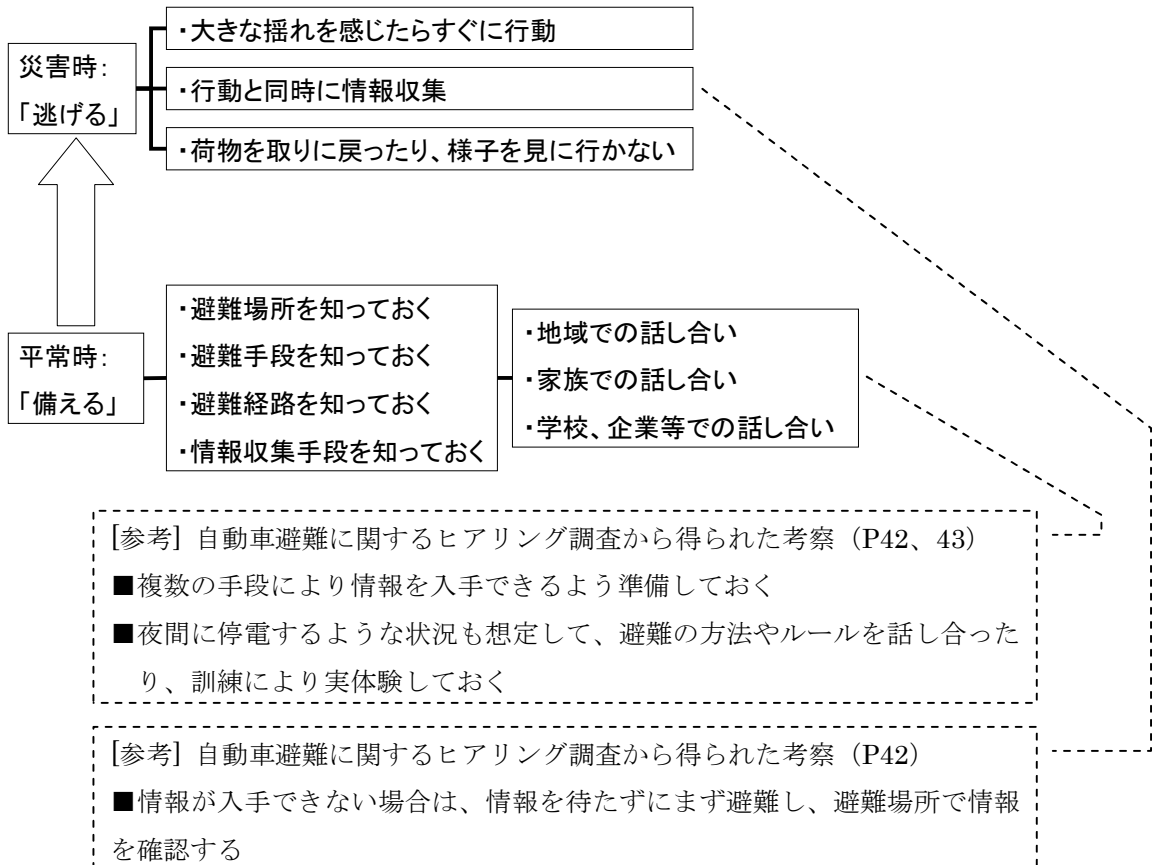 ・大きな揺れを感じたらすぐに行動
災害時:
「逃げる」
・行動と同時に情報収集
・荷物を取りに戻ったり、様子を見に行かない
平常時:
「備える」
・避難場所を知っておく
・避難手段を知っておく
・避難経路を知っておく
・情報収集手段を知っておく
・地域での話し合い
・家族での話し合い
・学校、企業等での話し合い
[参考] 自動車避難に関するヒアリング調査から得られた考察（P42、43）
■複数の手段により情報を入手できるよう準備しておく
■夜間に停電するような状況も想定して、避難の方法やルールを話し合った
り、訓練により実体験しておく
[参考] 自動車避難に関するヒアリング調査から得られた考察（P42）
■情報が入手できない場合は、情報を待たずにまず避難し、避難場所で情報
を確認する